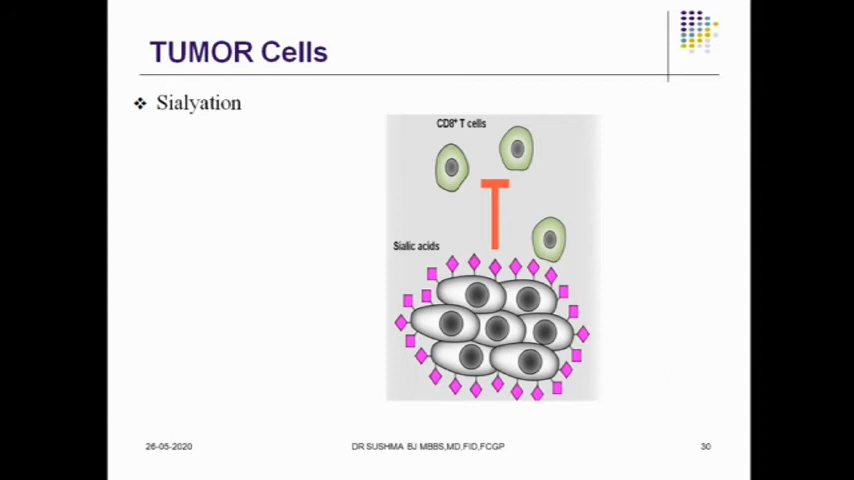 TUMOR Cells
Sialyation
CD8⁺ T cells
Sialic acids
26-05-2020
DR SUSHMA BJ MBBS,MD,FID,FCGP
30